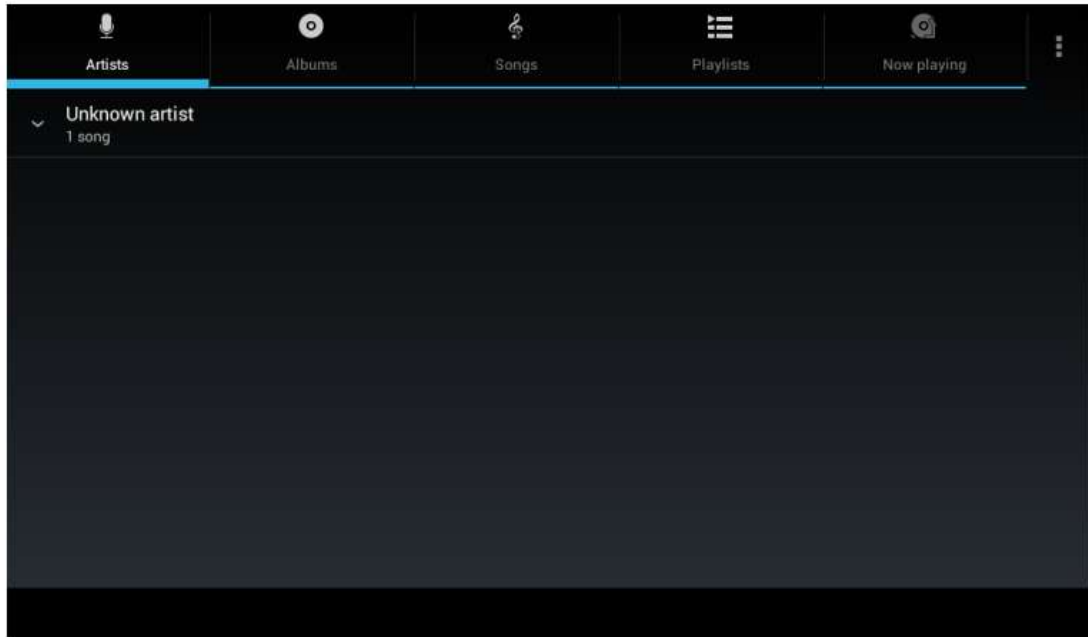 Artists
Albums
Songs
Playlists
Now playing
Unknown artist
1 song